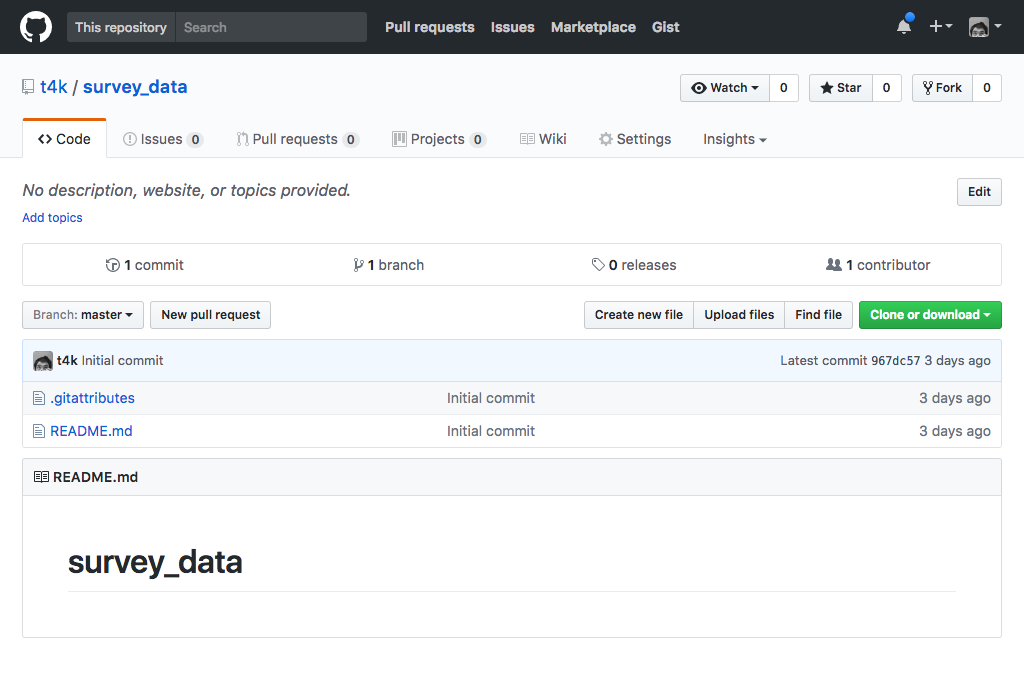 This repository Search Pull requests Issues Marketplace Gist
t4k / survey_data Watch 0 Star 0 Fork 0
Code Issues 0 Pull requests 0 Projects 0 Wiki Settings Insights
No description, website, or topics provided. Edit
Add topics
1 commit 1 branch 0 releases 1 contributor
Branch: master New pull request Create new file Upload files Find file Clone or download
t4k Initial commit Latest commit 967dc57 3 days ago
.gitattributes Initial commit 3 days ago
README.md Initial commit 3 days ago
README.md
survey_data